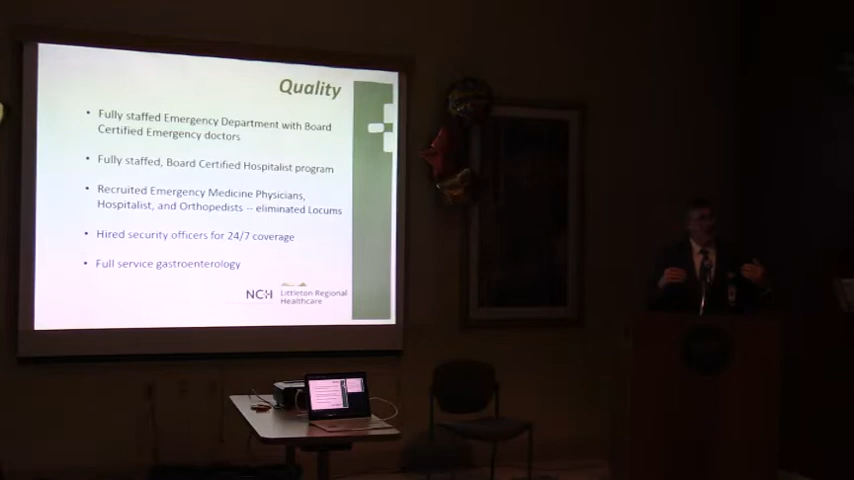 Quality
• Fully staffed Emergency Department with Board
Certified Emergency doctors
• Fully staffed, Board Certified Hospitalist program
• Recruited Emergency Medicine Physicians,
Hospitalist, and Orthopedists -- eliminated Locums
• Hired security officers for 24/7 coverage
• Full service gastroenterology
NCH
Littleton Regional
Healthcare